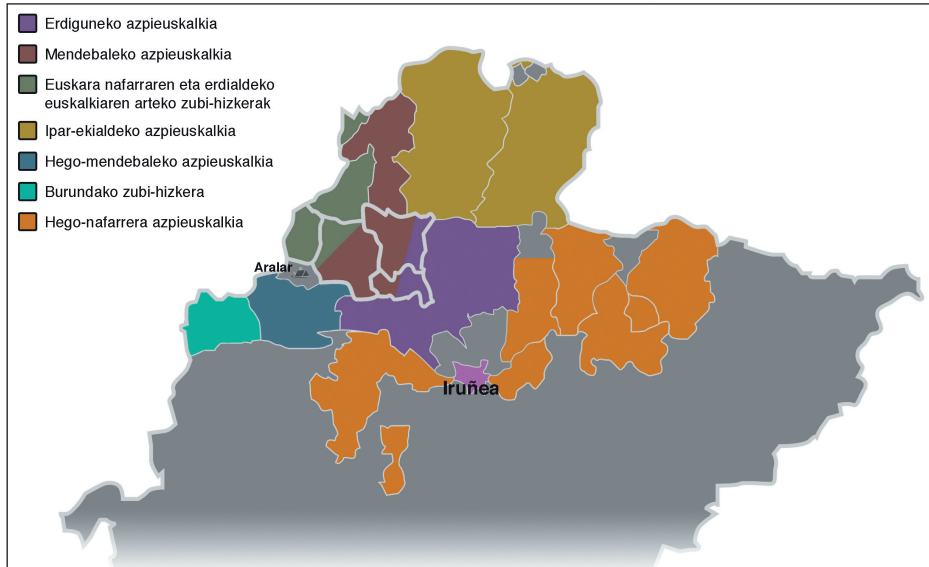 Erdiguneko azpieuskalkia
Mendebaleko azpieuskalkia
Euskara nafarraren eta erdialdeko
euskalkiaren arteko zubi-hizkerak
Ipar-ekialdeko azpieuskalkia
Hego-mendebaleko azpieuskalkia
Burundako zubi-hizkera
Hego-nafarrera azpieuskalkia
Aralar
Iruñea